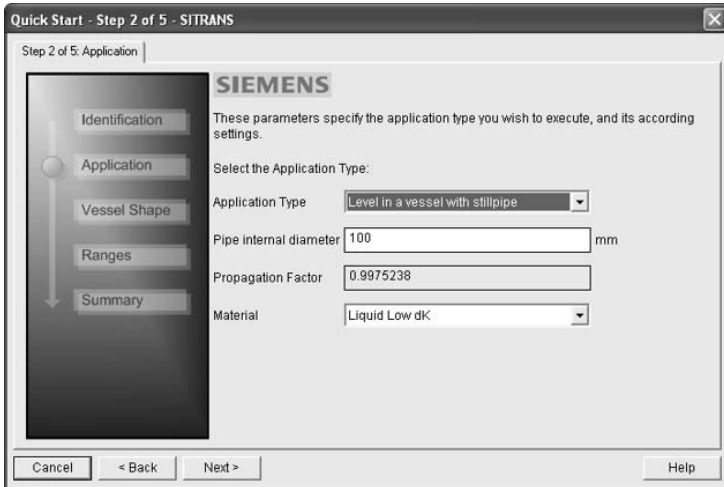 Quick Start - Step 2 of 5 - SITRANS
Step 2 of 5: Application
SIEMENS
Identification
Application
Vessel Shape
Ranges
Summary
These parameters specify the application type you wish to execute, and its according
settings.
Select the Application Type:
Application Type Level in a vessel with stillpipe
Pipe internal diameter 100 mm
Propagation Factor 0.9975238
Material Liquid Low dK
Cancel < Back Next > Help